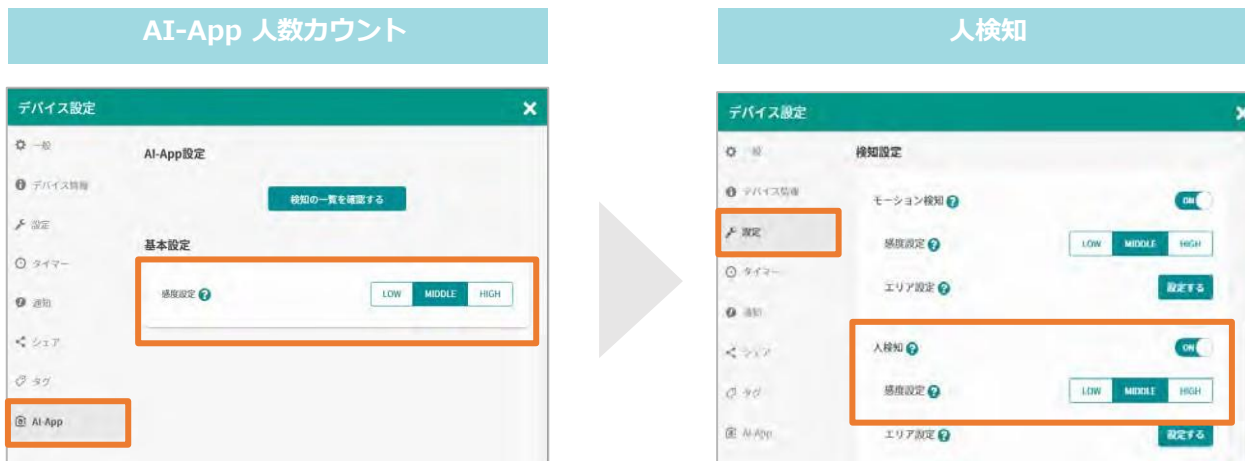 AI-App 人数カウント
デバイス設定
一般
デバイス情報
設定
タイマー
通知
シェア
タグ
AI-App
AI-App設定
検知の一覧を確認する
基本設定
感度設定
LOW MIDDLE HIGH
人検知
デバイス設定
一般
デバイス情報
設定
タイマー
通知
シェア
タグ
AI-App
検知設定
モーション検知
ON
感度設定
LOW MIDDLE HIGH
エリア設定
設定する
人検知
ON
感度設定
LOW MIDDLE HIGH
エリア設定
設定する